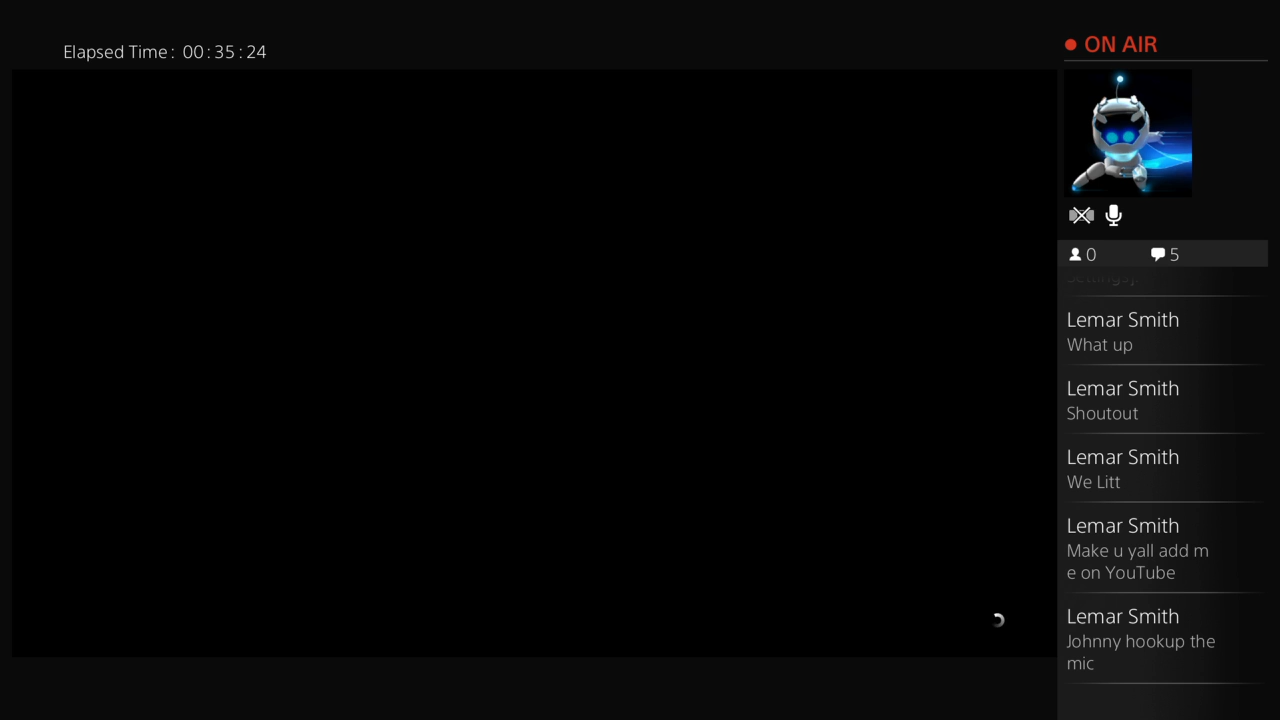 Elapsed Time: 00:35:24
ON AIR
0 5
Settings].
Lemar Smith
What up
Lemar Smith
Shoutout
Lemar Smith
We Litt
Lemar Smith
Make u yall add m
e on YouTube
Lemar Smith
Johnny hookup the
mic